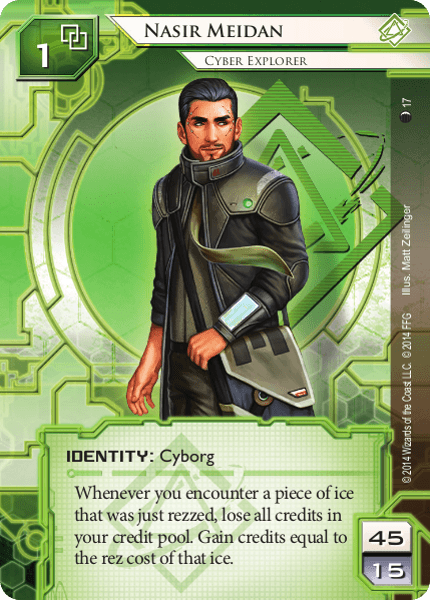 1
Nasir Meidan
Cyber Explorer
17
Illus. Matt Zeilinger
© 2014 Wizards of the Coast LLC. © 2014 FFG
Identity: Cyborg
Whenever you encounter a piece of ice
that was just rezzed, lose all credits in
your credit pool. Gain credits equal to
the rez cost of that ice.
45
15